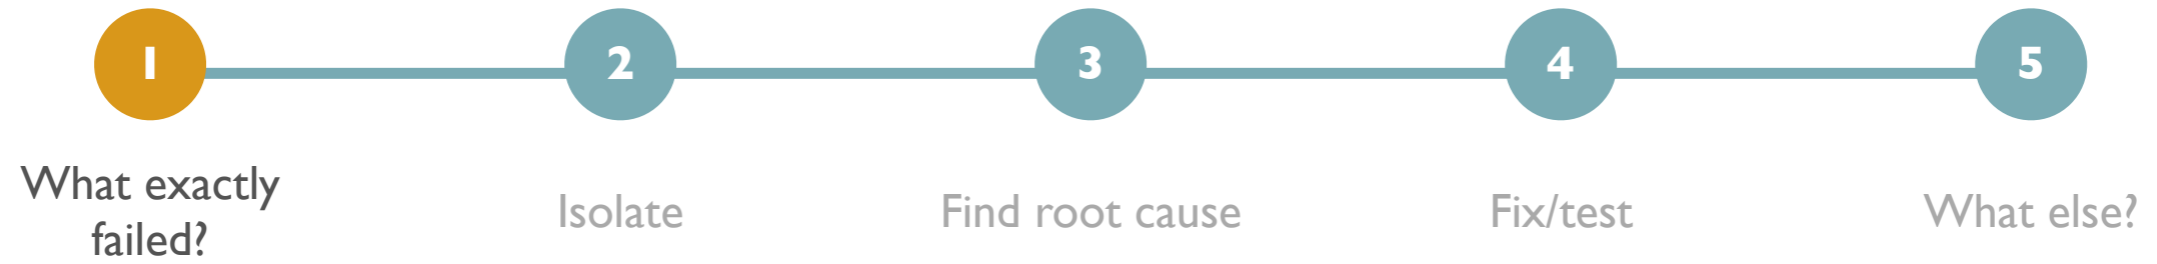 1
2
3
4
5
What exactly
failed?
Isolate
Find root cause
Fix/test
What else?